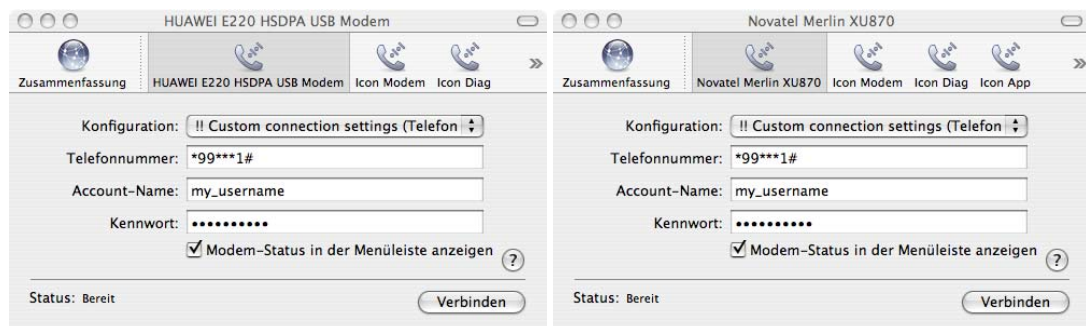 HUAWEI E220 HSDPA USB Modem
Zusammenfassung HUAWEI E220 HSDPA USB Modem Icon Modem Icon Diag »
Konfiguration: !! Custom connection settings (Telefon
Telefonnummer: *99***1#
Account-Name: my_username
Kennwort: ••••••••••
Modem-Status in der Menüleiste anzeigen ?
Status: Bereit Verbinden
Novatel Merlin XU870
Zusammenfassung Novatel Merlin XU870 Icon Modem Icon Diag Icon App »
Konfiguration: !! Custom connection settings (Telefon
Telefonnummer: *99***1#
Account-Name: my_username
Kennwort: ••••••••••
Modem-Status in der Menüleiste anzeigen ?
Status: Bereit Verbinden